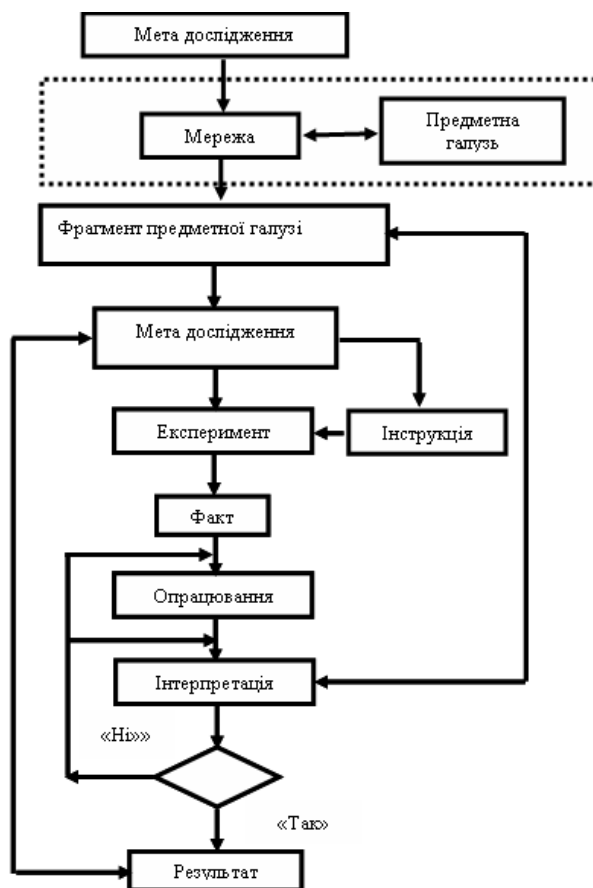 Мета дослідження
Мережа
Предметна
галузь
Фрагмент предметної галузі
Мета дослідження
Експеримент
Інструкція
Факт
Опрацювання
Інтерпретація
«Ні»»
«Так»
Результат